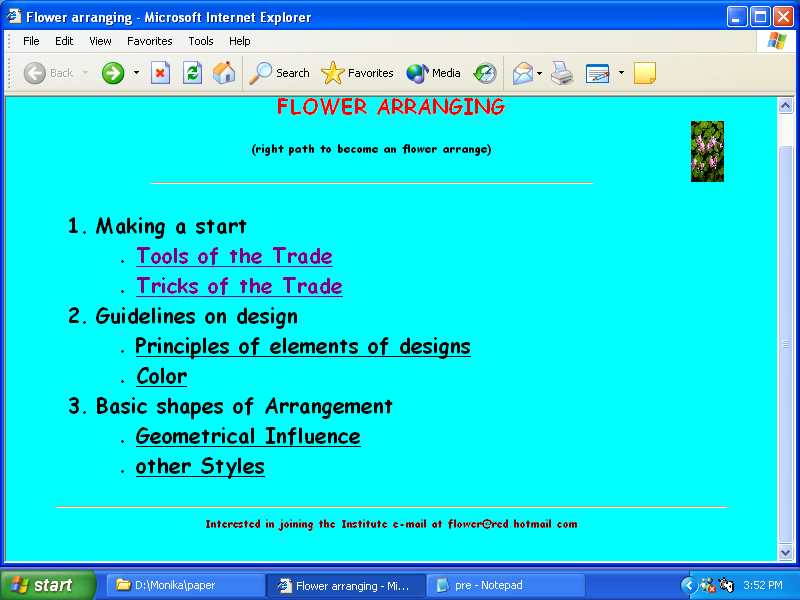 Flower arranging - Microsoft Internet Explorer
File Edit View Favorites Tools Help
Back Search Favorites Media
FLOWER ARRANGING
(right path to become an flower arrange)
1. Making a start
. Tools of the Trade
. Tricks of the Trade
2. Guidelines on design
. Principles of elements of designs
. Color
3. Basic shapes of Arrangement
. Geometrical Influence
. other Styles
Interested in joining the Institute e-mail at flower@red hotmail com
start D:\Monika\paper Flower arranging - Mi... pre - Notepad 3:52 PM